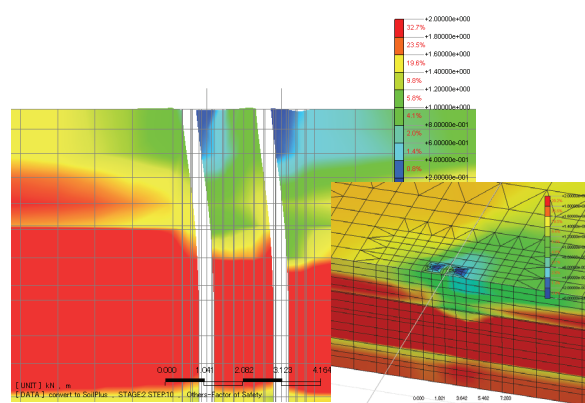 +2.00000e+000
32.7%
+1.80000e+000
23.5%
+1.60000e+000
19.6%
+1.40000e+000
9.8%
+1.20000e+000
5.8%
+1.00000e+000
4.1%
+8.00000e-001
2.0%
+6.00000e-001
1.4%
+4.00000e-001
0.8%
+2.00000e-001
0.000 1.041 2.082 3.123 4.164
[ UNIT ] kN , m
[ DATA ] convert to SoilPlus , STAGE2 STEP:10 , Others-Factor of Safety
0.000 1.821 3.642 5.462 7.283